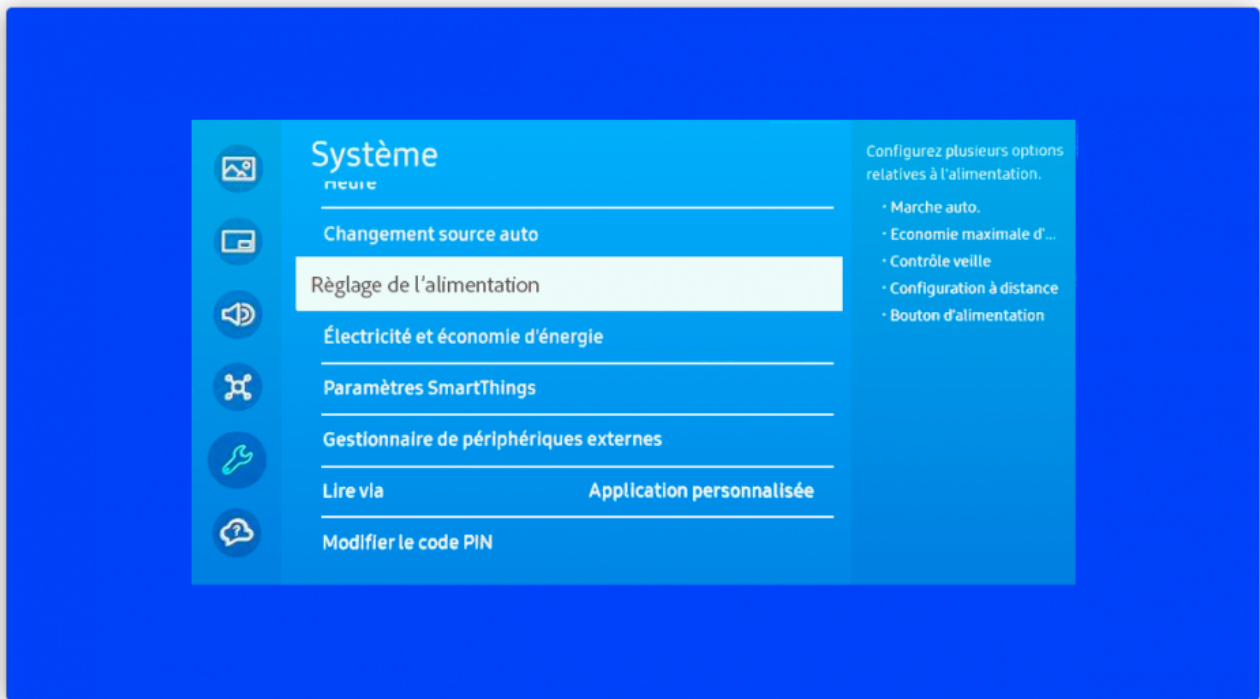 Système
Heure
Changement source auto
Règlage de l'alimentation
Électricité et économie d'énergie
Paramètres SmartThings
Gestionnaire de périphériques externes
Lire via Application personnalisée
Modifier le code PIN
Configurez plusieurs options
relatives à l'alimentation.
· Marche auto.
· Economie maximale d'...
· Contrôle veille
· Configuration à distance
· Bouton d'alimentation